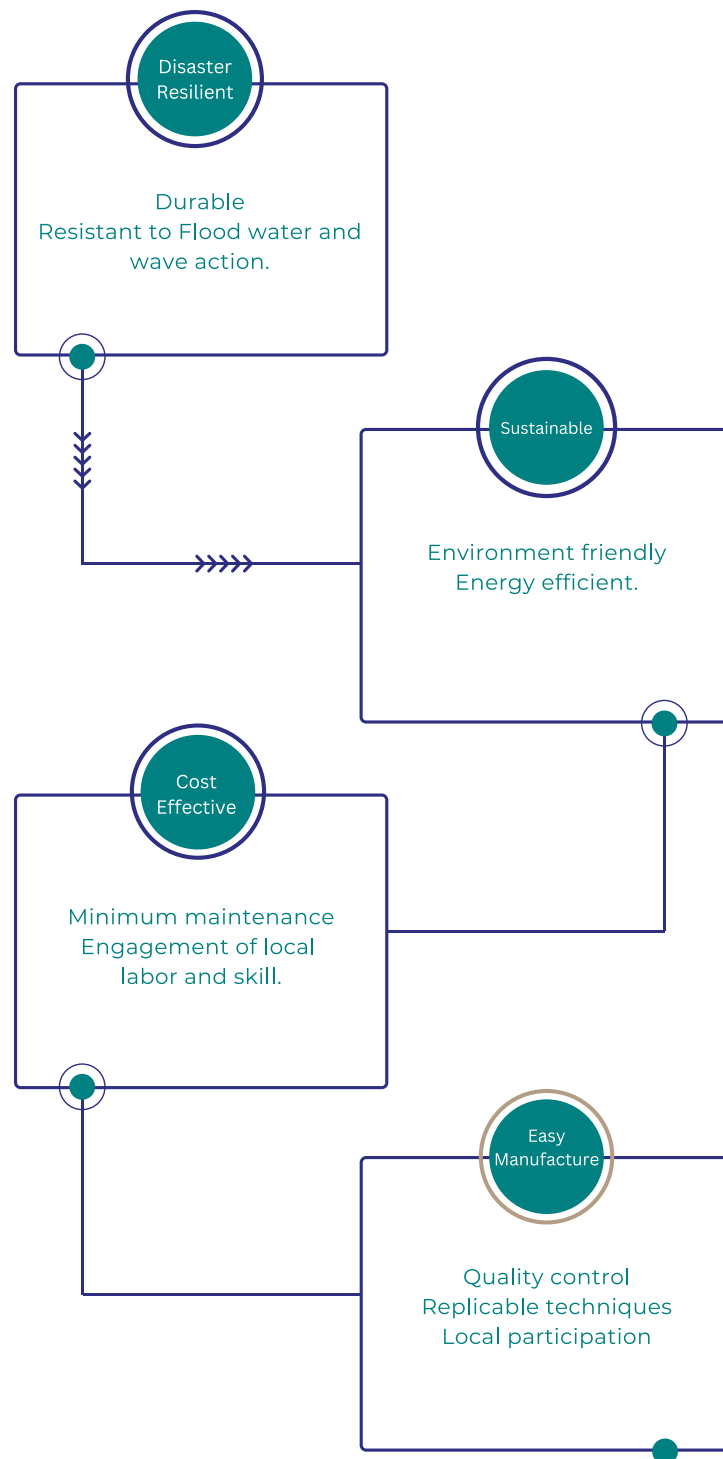 Disaster
Resilient
Durable
Resistant to Flood water and
wave action.
Sustainable
Environment friendly
Energy efficient.
Cost
Effective
Minimum maintenance
Engagement of local
labor and skill.
Easy
Manufacture
Quality control
Replicable techniques
Local participation